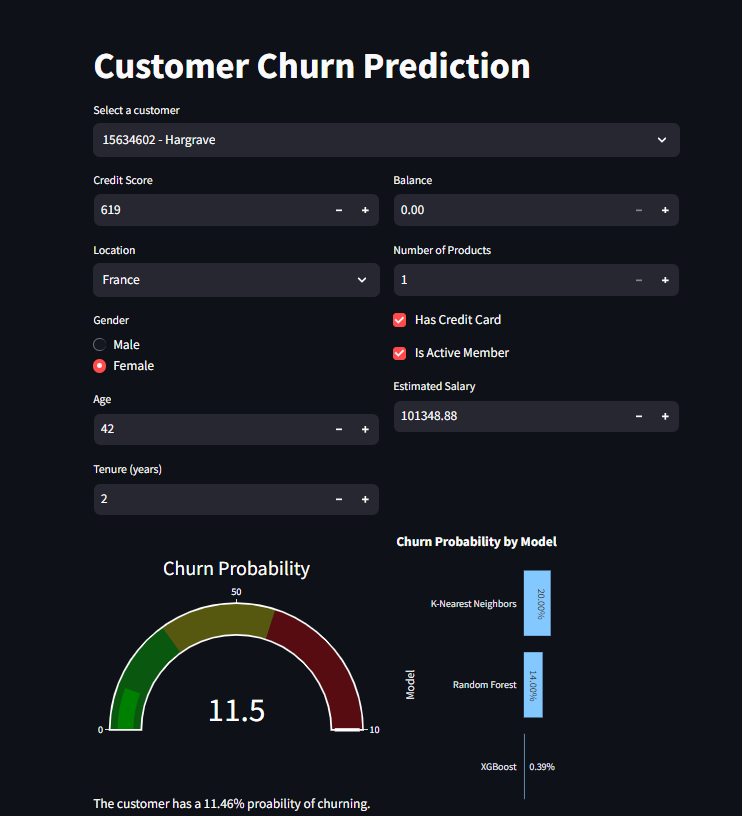 Customer Churn Prediction
Select a customer
15634602 - Hargrave
Credit Score
619
Balance
0.00
Location
France
Number of Products
1
Gender
Male
Female
Has Credit Card
Is Active Member
Age
42
Estimated Salary
101348.88
Tenure (years)
2
Churn Probability
0
50
10
11.5
The customer has a 11.46% proability of churning.
Churn Probability by Model
Model
K-Nearest Neighbors
20.00%
Random Forest
14.00%
XGBoost
0.39%